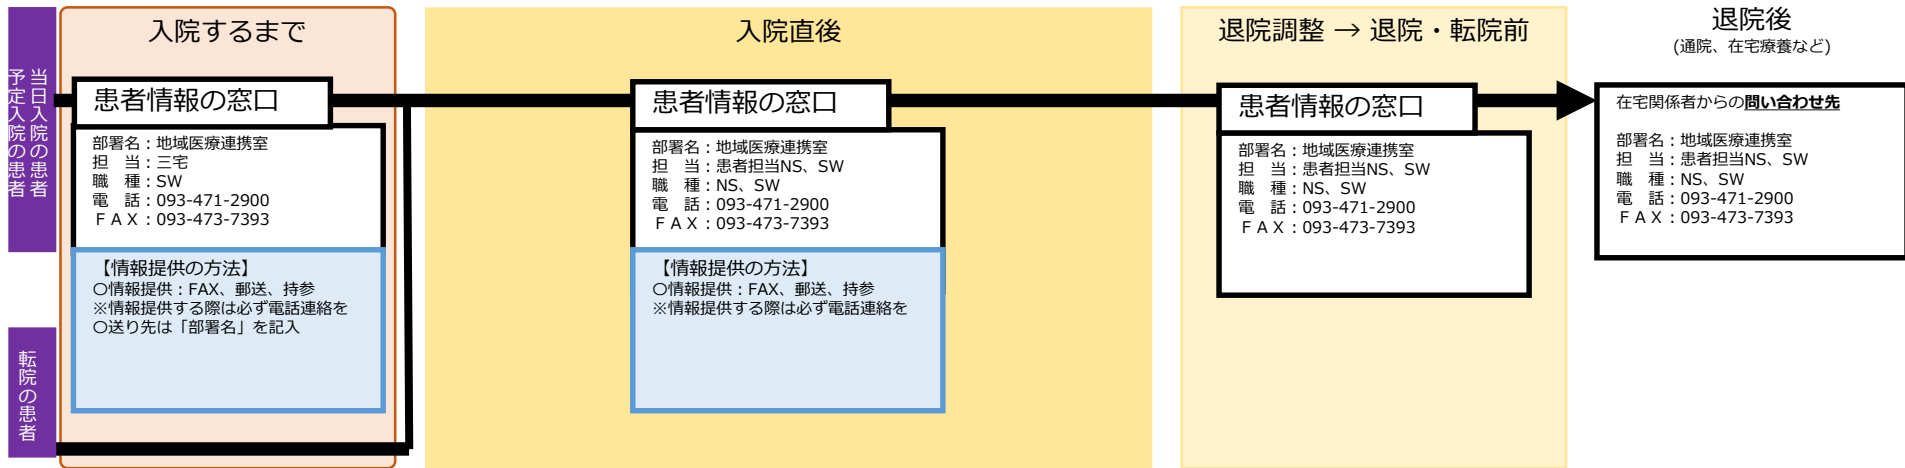 当日入院の患者
予定入院の患者
転院の患者
入院するまで
患者情報の窓口
部署名：地域医療連携室
担　当：三宅
職　種：SW
電　話：093-471-2900
ＦＡＸ：093-473-7393
【情報提供の方法】
〇情報提供：FAX、郵送、持参
※情報提供する際は必ず電話連絡を
〇送り先は「部署名」を記入
入院直後
患者情報の窓口
部署名：地域医療連携室
担　当：患者担当NS、SW
職　種：NS、SW
電　話：093-471-2900
ＦＡＸ：093-473-7393
【情報提供の方法】
〇情報提供：FAX、郵送、持参
※情報提供する際は必ず電話連絡を
退院調整 → 退院・転院前
患者情報の窓口
部署名：地域医療連携室
担　当：患者担当NS、SW
職　種：NS、SW
電　話：093-471-2900
ＦＡＸ：093-473-7393
退院後
(通院、在宅療養など)
在宅関係者からの問い合わせ先
部署名：地域医療連携室
担　当：患者担当NS、SW
職　種：NS、SW
電　話：093-471-2900
ＦＡＸ：093-473-7393